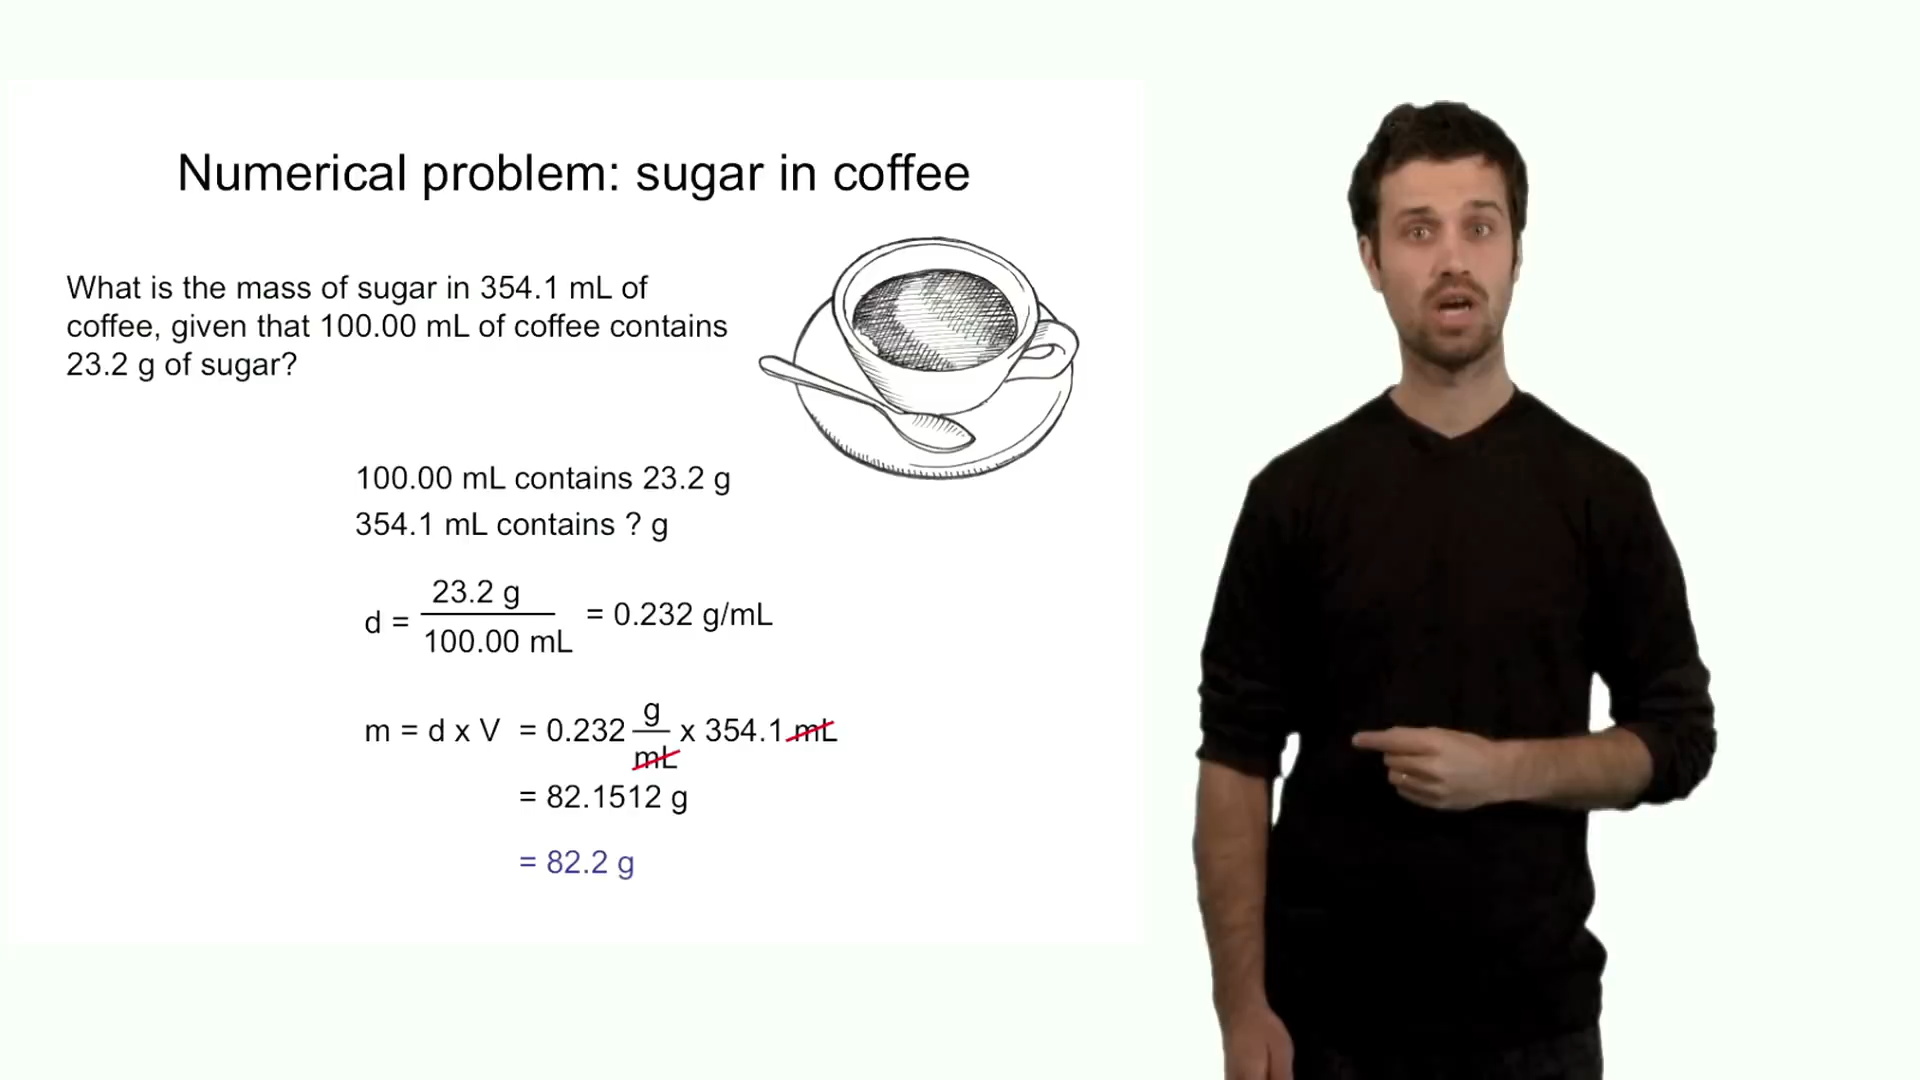 Numerical problem: sugar in coffee
What is the mass of sugar in 354.1 mL of
coffee, given that 100.00 mL of coffee contains
23.2 g of sugar?
100.00 mL contains 23.2 g
354.1 mL contains ? g
d = 23.2 g / 100.00 mL = 0.232 g/mL
m = d x V = 0.232 g/mL x 354.1 mL
= 82.1512 g
= 82.2 g